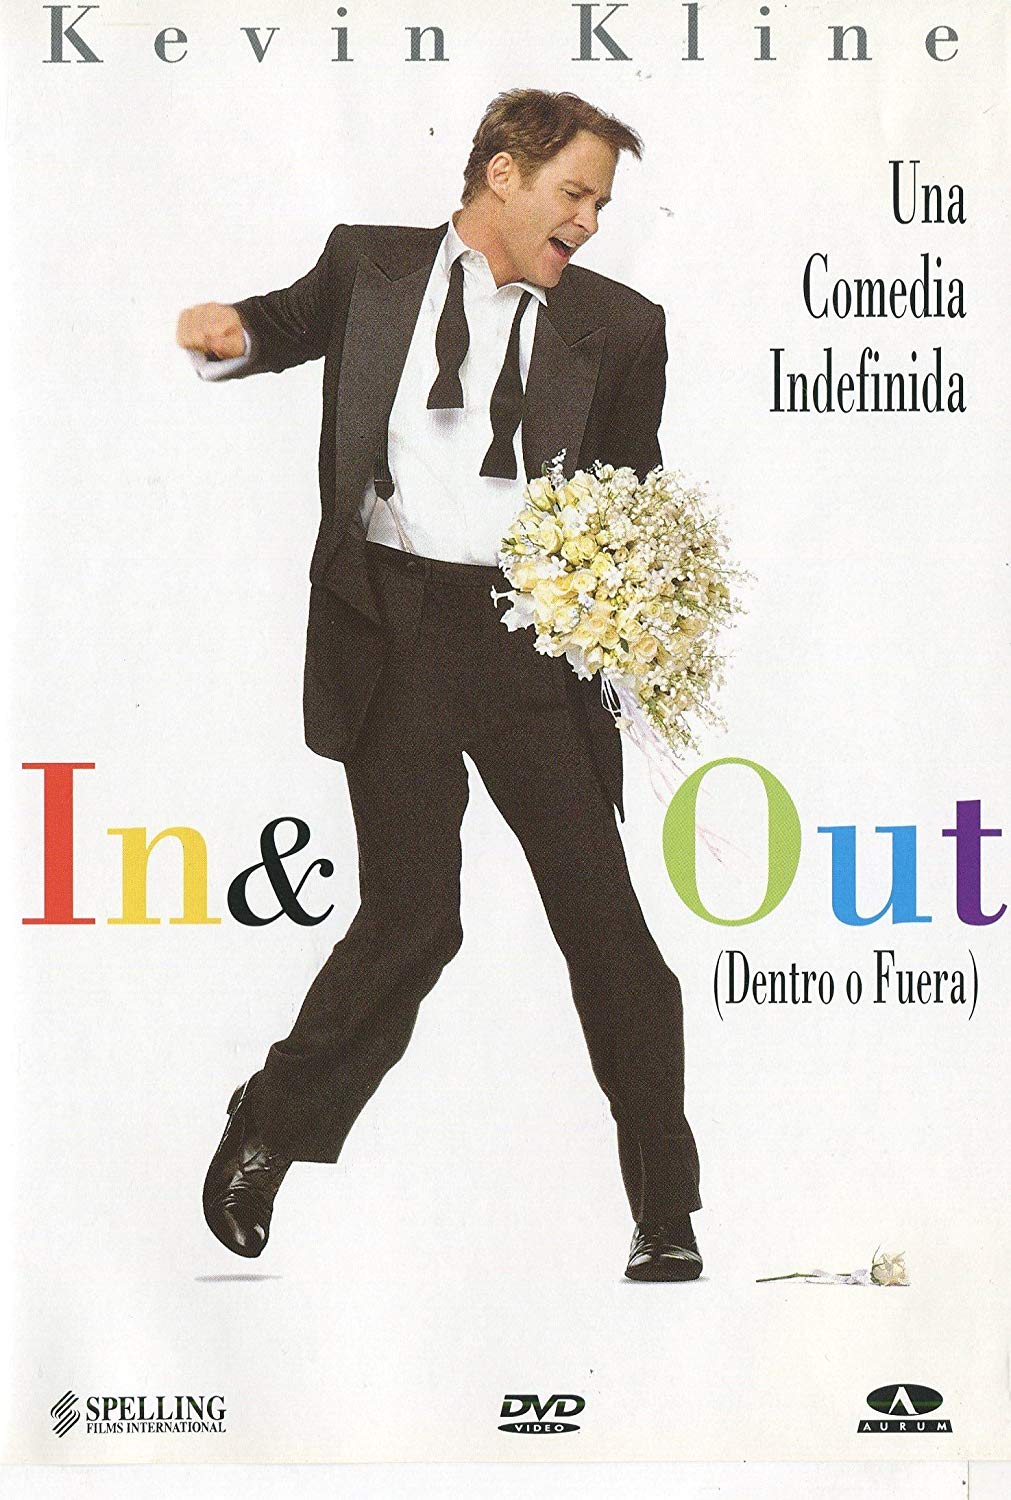 Kevin Kline
Una
Comedia
Indefinida
In & Out
(Dentro o Fuera)
SPELLING
FILMS INTERNATIONAL
DVD
VIDEO
AURUM